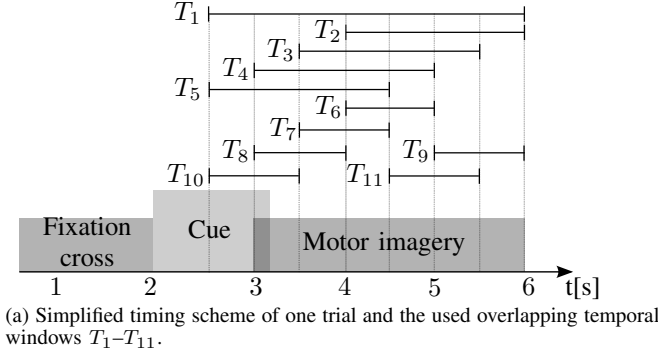 T1
T2
T3
T4
T5
T6
T7
T8 T9
T10 T11
Fixation cross
Cue
Motor imagery
1 2 3 4 5 6 t[s]
(a) Simplified timing scheme of one trial and the used overlapping temporal
windows T1–T11.